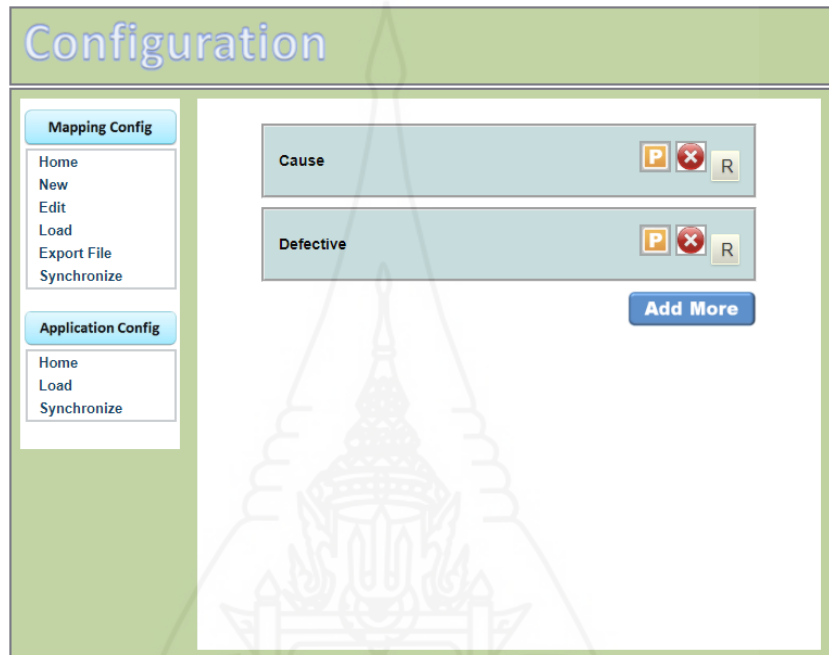 Configuration
Mapping Config
Home
New
Edit
Load
Export File
Synchronize
Application Config
Home
Load
Synchronize
Cause P R
Defective P R
Add More